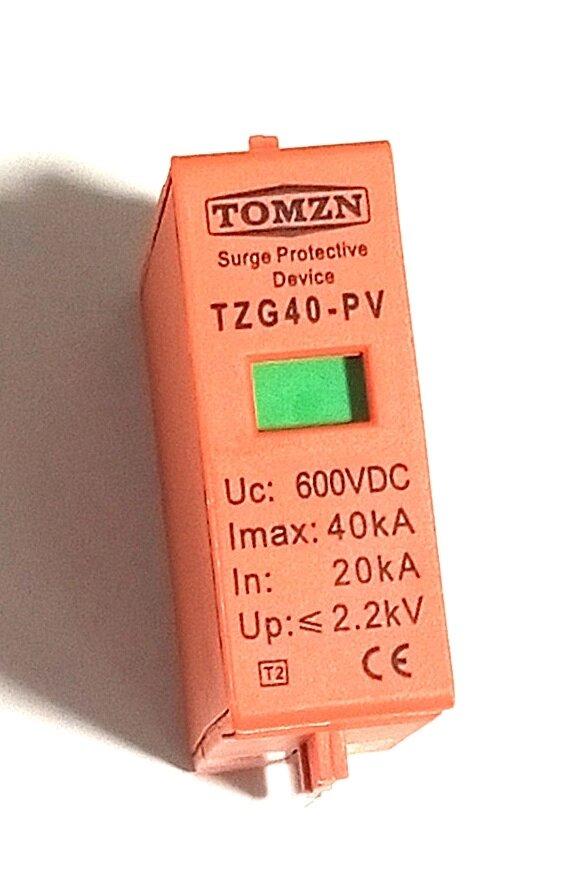 TOMZN
Surge Protective
Device
TZG40-PV
Uc: 600VDC
Imax: 40kA
In: 20kA
Up:≤ 2.2kV
T2 CE